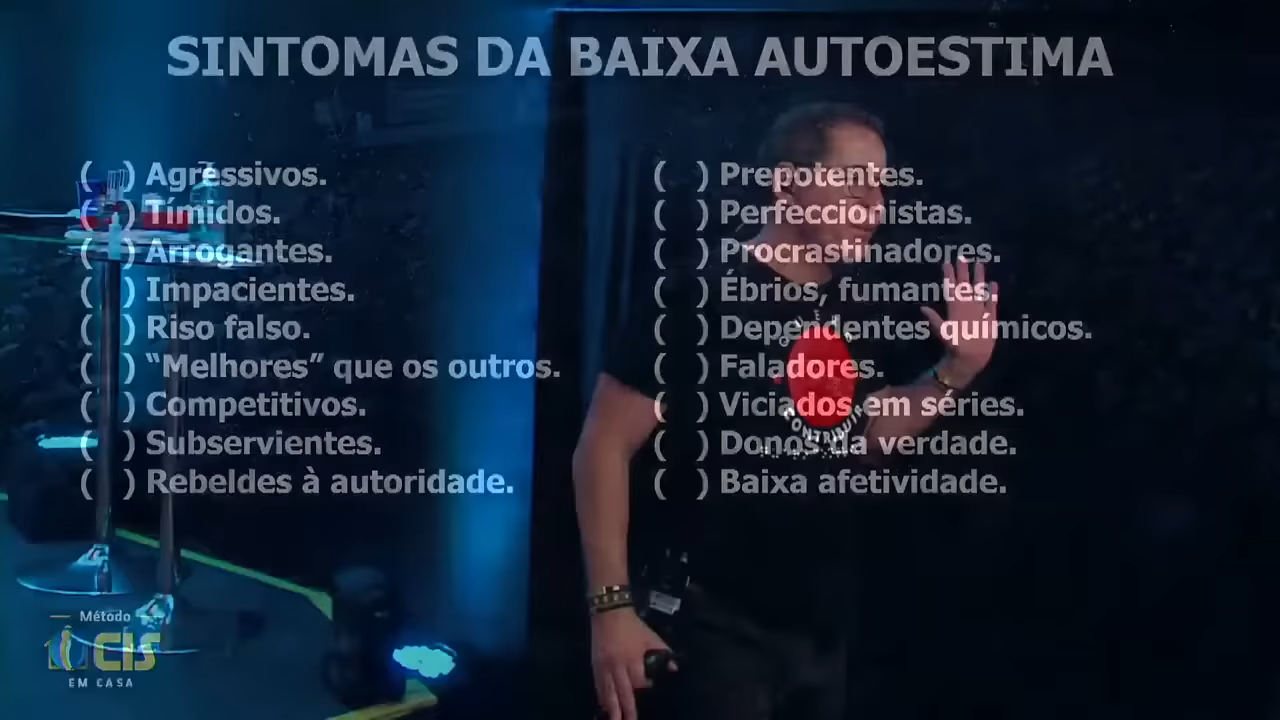 SINTOMAS DA BAIXA AUTOESTIMA
( ) Agressivos.
( ) Tímidos.
( ) Arrogantes.
( ) Impacientes.
( ) Riso falso.
( ) “Melhores” que os outros.
( ) Competitivos.
( ) Subservientes.
( ) Rebeldes à autoridade.
( ) Prepotentes.
( ) Perfeccionistas.
( ) Procrastinadores.
( ) Ébrios, fumantes.
( ) Dependentes químicos.
( ) Faladores.
( ) Viciados em séries.
( ) Donos da verdade.
( ) Baixa afetividade.
CONTRIBUIR
Método
CIS
EM CASA